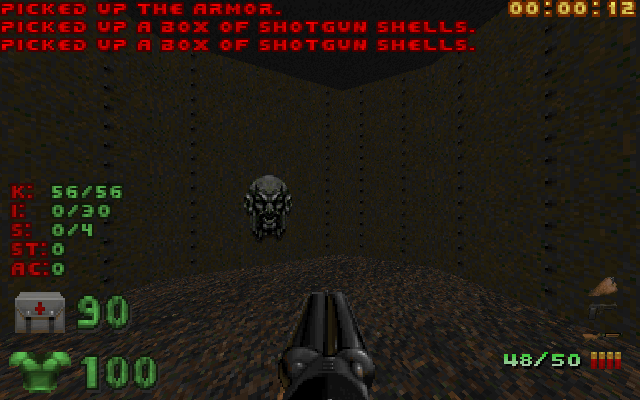 PICKED UP THE ARMOR.
00:00:12
PICKED UP A BOX OF SHOTGUN SHELLS.
PICKED UP A BOX OF SHOTGUN SHELLS.
K: 56/56
I: 0/30
S: 0/4
ST: 0
AC: 0
90
48/50
100